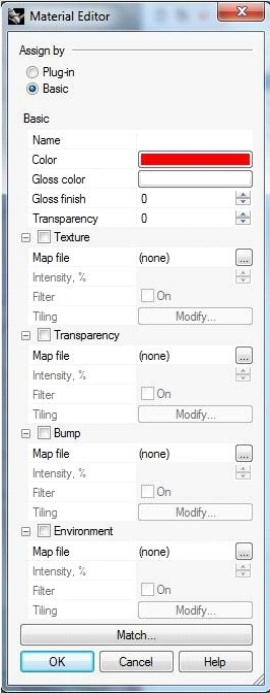 Material Editor
Assign by
Plug-in
Basic
Basic
Name
Color
Gloss color
Gloss finish 0
Transparency 0
Texture
Map file (none) ...
Intensity, %
Filter On
Tiling Modify...
Transparency
Map file (none) ...
Intensity, %
Filter On
Tiling Modify...
Bump
Map file (none) ...
Intensity, %
Filter On
Tiling Modify...
Environment
Map file (none) ...
Intensity, %
Filter On
Tiling Modify...
Match...
OK Cancel Help